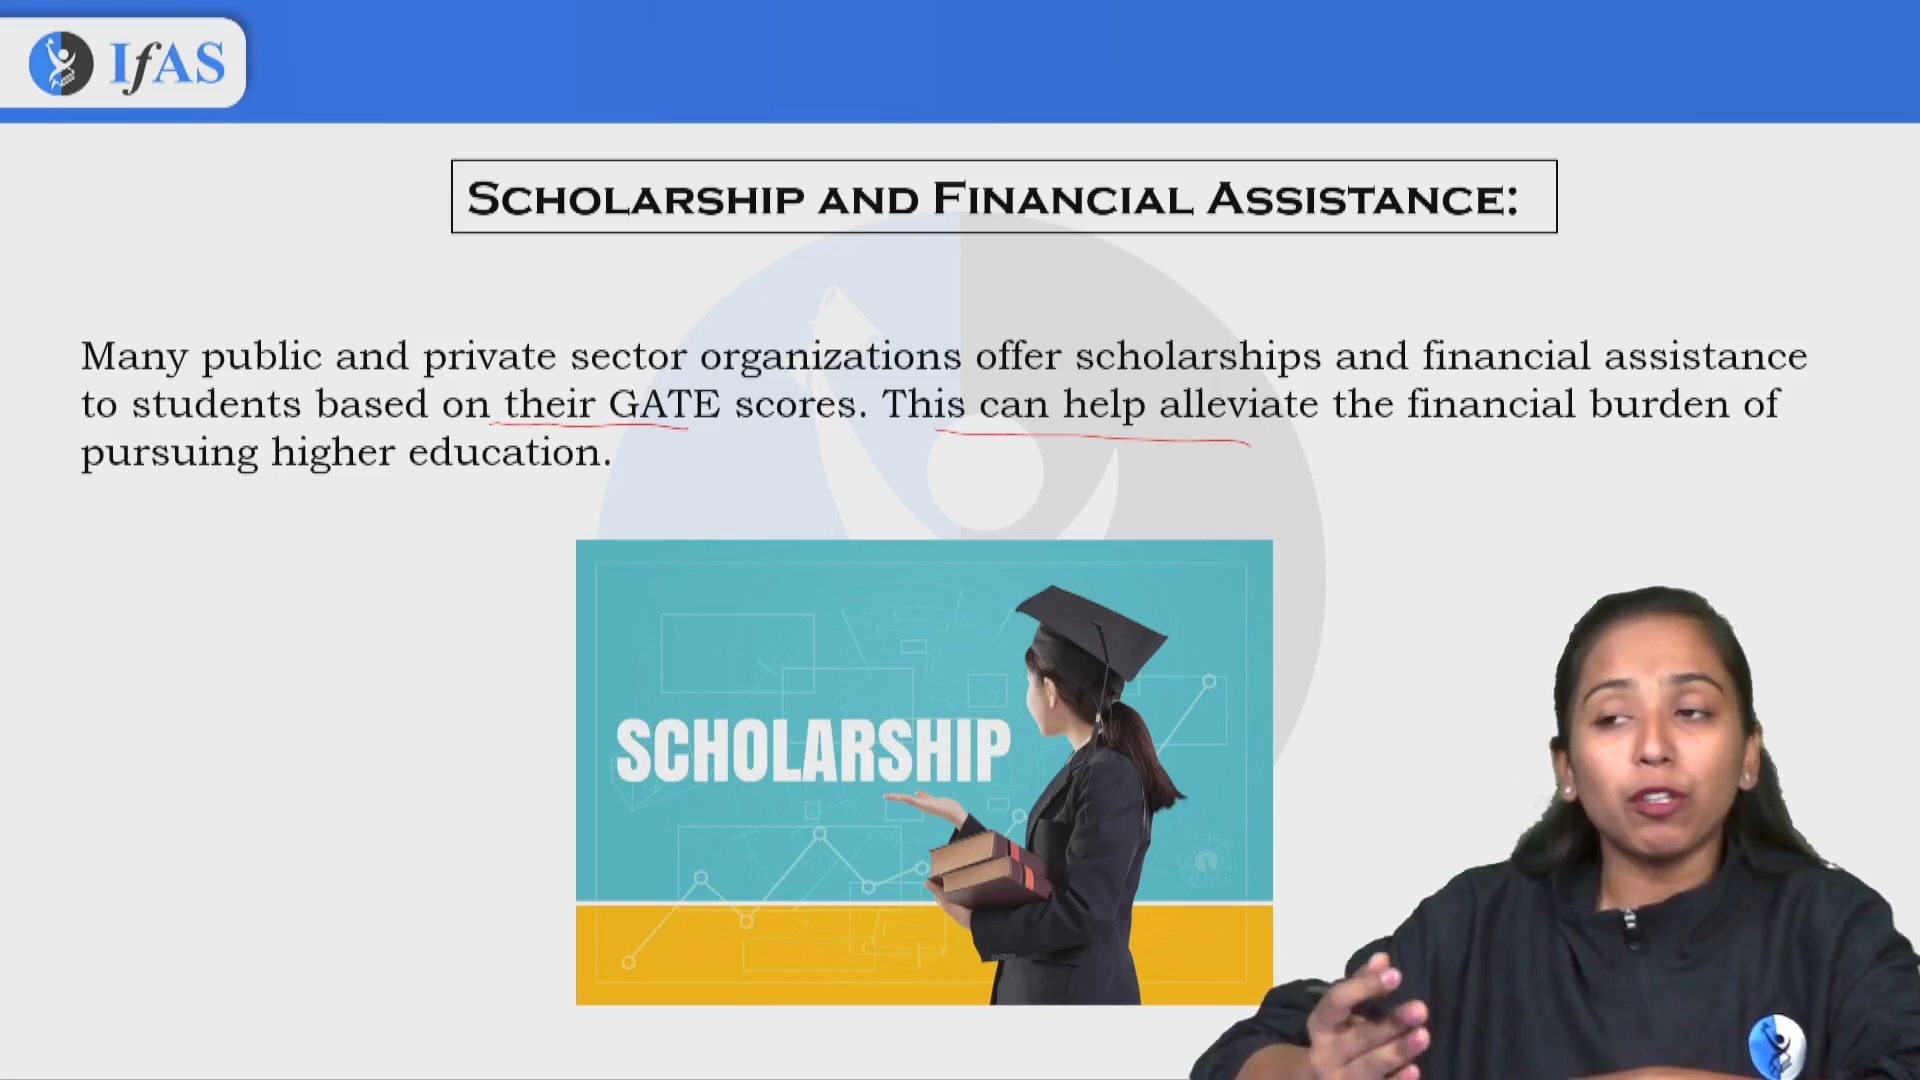 IfAS
SCHOLARSHIP AND FINANCIAL ASSISTANCE:
Many public and private sector organizations offer scholarships and financial assistance
to students based on their GATE scores. This can help alleviate the financial burden of
pursuing higher education.
SCHOLARSHIP